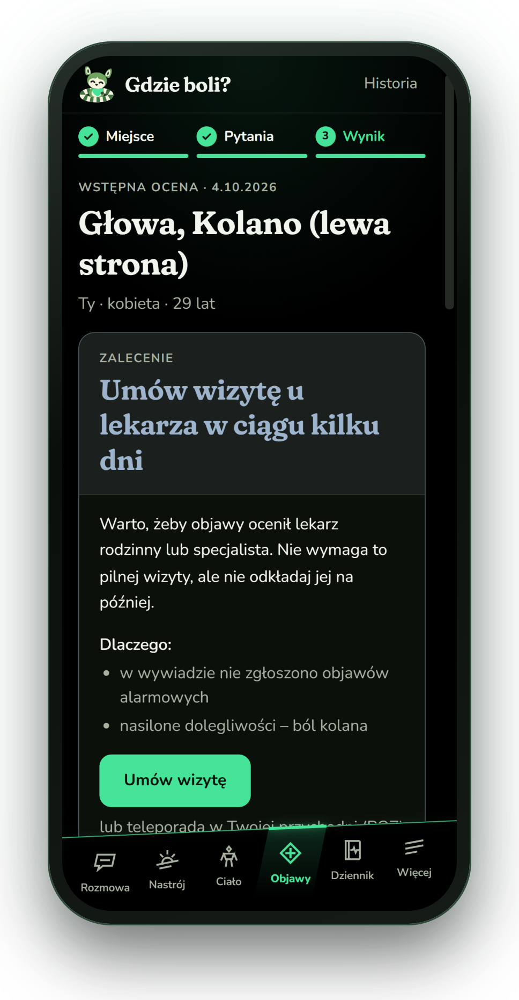 Gdzie boli?
Historia
Miejsce
Pytania
3 Wynik
WSTĘPNA OCENA · 4.10.2026
Głowa, Kolano (lewa
strona)
Ty · kobieta · 29 lat
ZALECENIE
Umów wizytę u
lekarza w ciągu kilku
dni
Warto, żeby objawy ocenił lekarz
rodzinny lub specjalista. Nie wymaga to
pilnej wizyty, ale nie odkładaj jej na
później.
Dlaczego:
w wywiadzie nie zgłoszono objawów
alarmowych
nasilone dolegliwości – ból kolana
Umów wizytę
lub teleporada w Twojej przychodni (POZ)
Rozmowa
Nastrój
Ciało
Objawy
Dziennik
Więcej